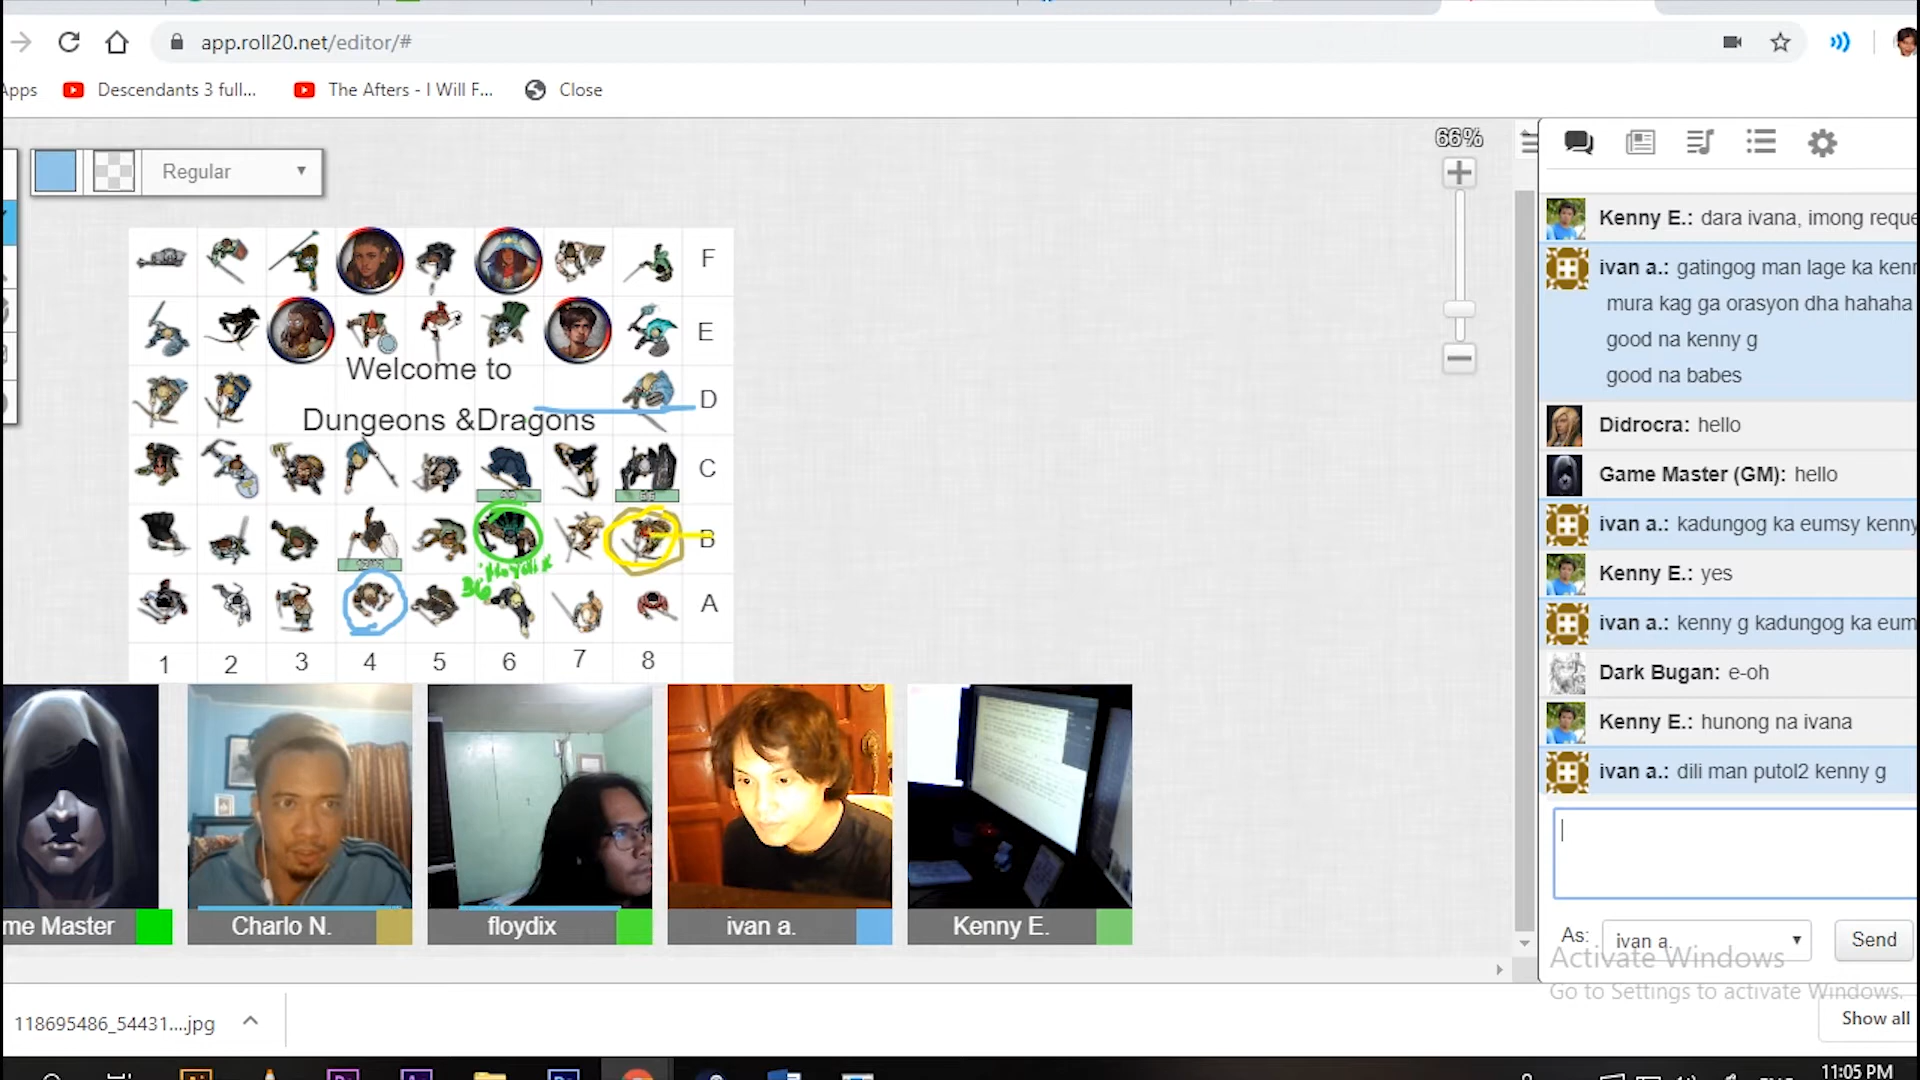 app.roll20.net/editor/#
Apps
Descendants 3 full...
The Afters - I Will F...
Close
Regular
66%
F
E
Welcome to
D
Dungeons &Dragons
C
B
B6
floydix
A
1 2 3 4 5 6 7 8
me Master
Charlo N.
floydix
ivan a.
Kenny E.
Kenny E.: dara ivana, imong reque
ivan a.: gatingog man lage ka kenn
mura kag ga orasyon dha hahaha
good na kenny g
good na babes
Didrocra: hello
Game Master (GM): hello
ivan a.: kadungog ka eumsy kenny
Kenny E.: yes
ivan a.: kenny g kadungog ka eum
Dark Bugan: e-oh
Kenny E.: hunong na ivana
ivan a.: dili man putol2 kenny g
As:
ivan a.
Send
Activate Windows
Go to Settings to activate Windows.
118695486_54431....jpg
Show all
11:05 PM